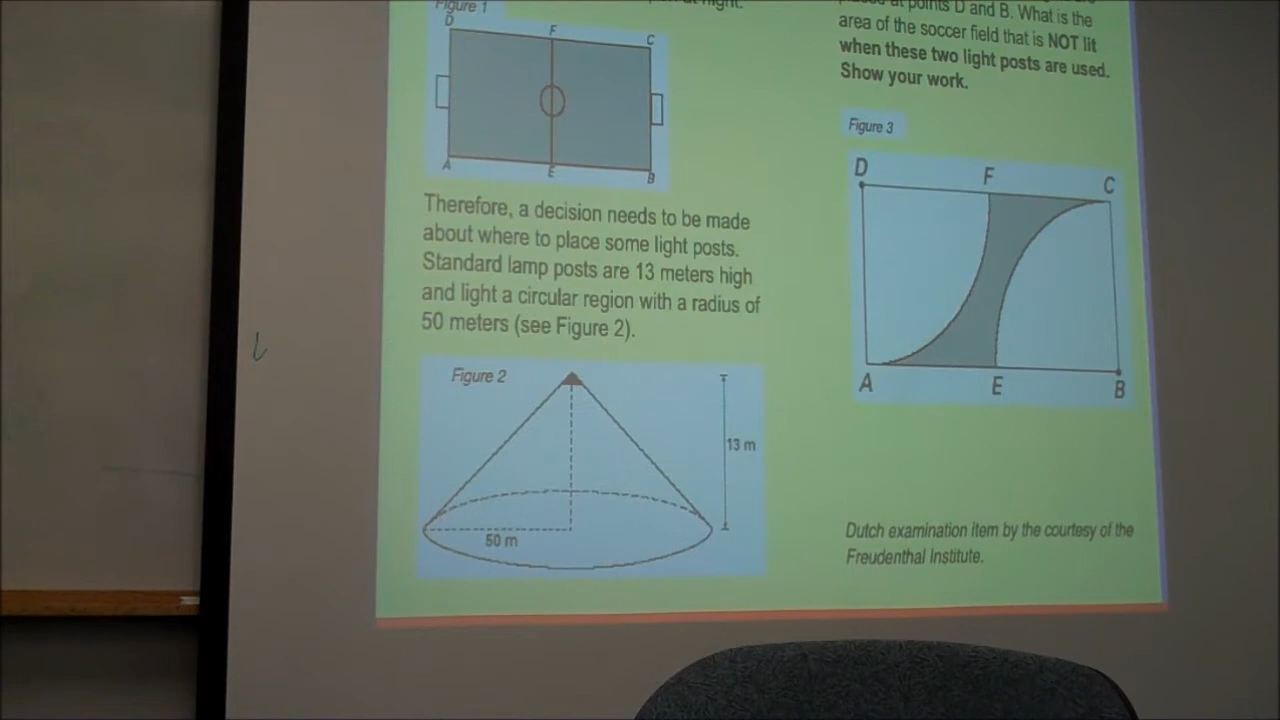 Figure 1
D
F
C
A
E
B
Therefore, a decision needs to be made
about where to place some light posts.
Standard lamp posts are 13 meters high
and light a circular region with a radius of
50 meters (see Figure 2).
Figure 2
13 m
50 m
at points D and B. What is the
area of the soccer field that is NOT lit
when these two light posts are used.
Show your work.
Figure 3
D
F
C
A
E
B
Dutch examination item by the courtesy of the
Freudenthal Institute.